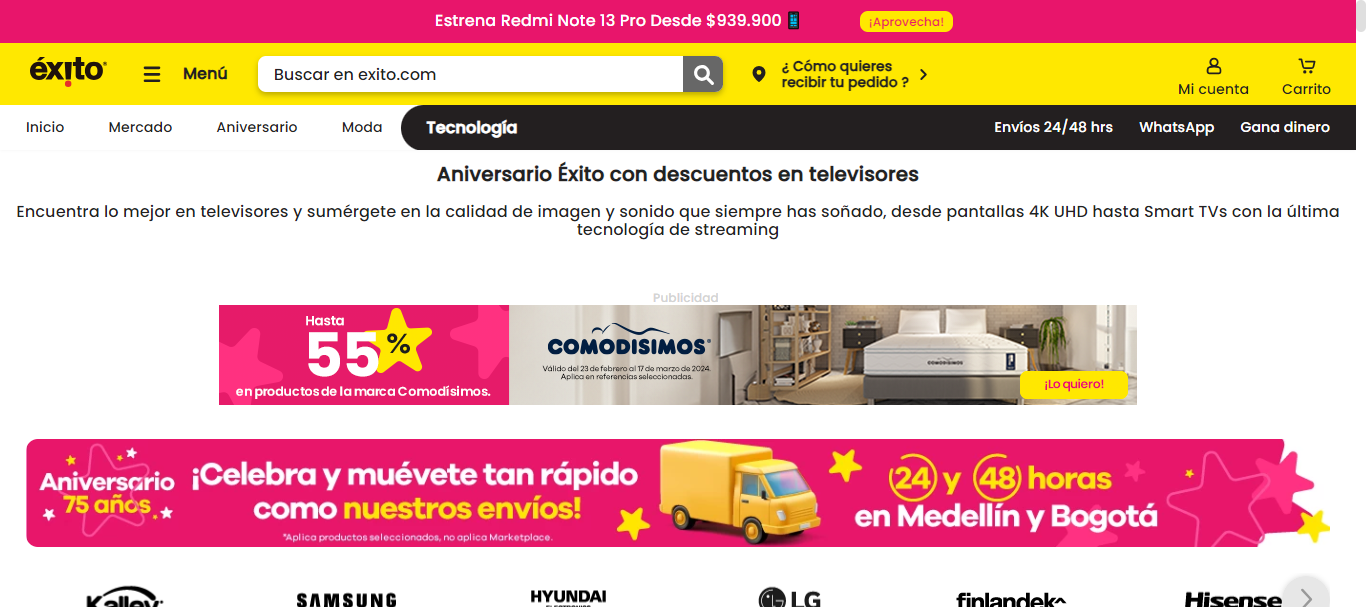 Estrena Redmi Note 13 Pro Desde $939.900
¡Aprovecha!
éxito
Menú
Buscar en exito.com
¿ Cómo quieres
recibir tu pedido ?
Mi cuenta
Carrito
Inicio
Mercado
Aniversario
Moda
Tecnología
Envíos 24/48 hrs
WhatsApp
Gana dinero
Aniversario Éxito con descuentos en televisores
Encuentra lo mejor en televisores y sumérgete en la calidad de imagen y sonido que siempre has soñado, desde pantallas 4K UHD hasta Smart TVs con la última
tecnología de streaming
Publicidad
Hasta
55%
en productos de la marca Comodísimos.
COMODISIMOS®
Válido del 23 de febrero al 17 de marzo de 2024.
Aplica en referencias seleccionadas.
COMODISIMOS
¡Lo quiero!
Aniversario
75 años.
¡Celebra y muévete tan rápido
como nuestros envíos!
*Aplica productos seleccionados, no aplica Marketplace.
24 y 48 horas
en Medellín y Bogotá
Kalley
SAMSUNG
HYUNDAI
ELECTRONICS
LG
finlandek
Hisense